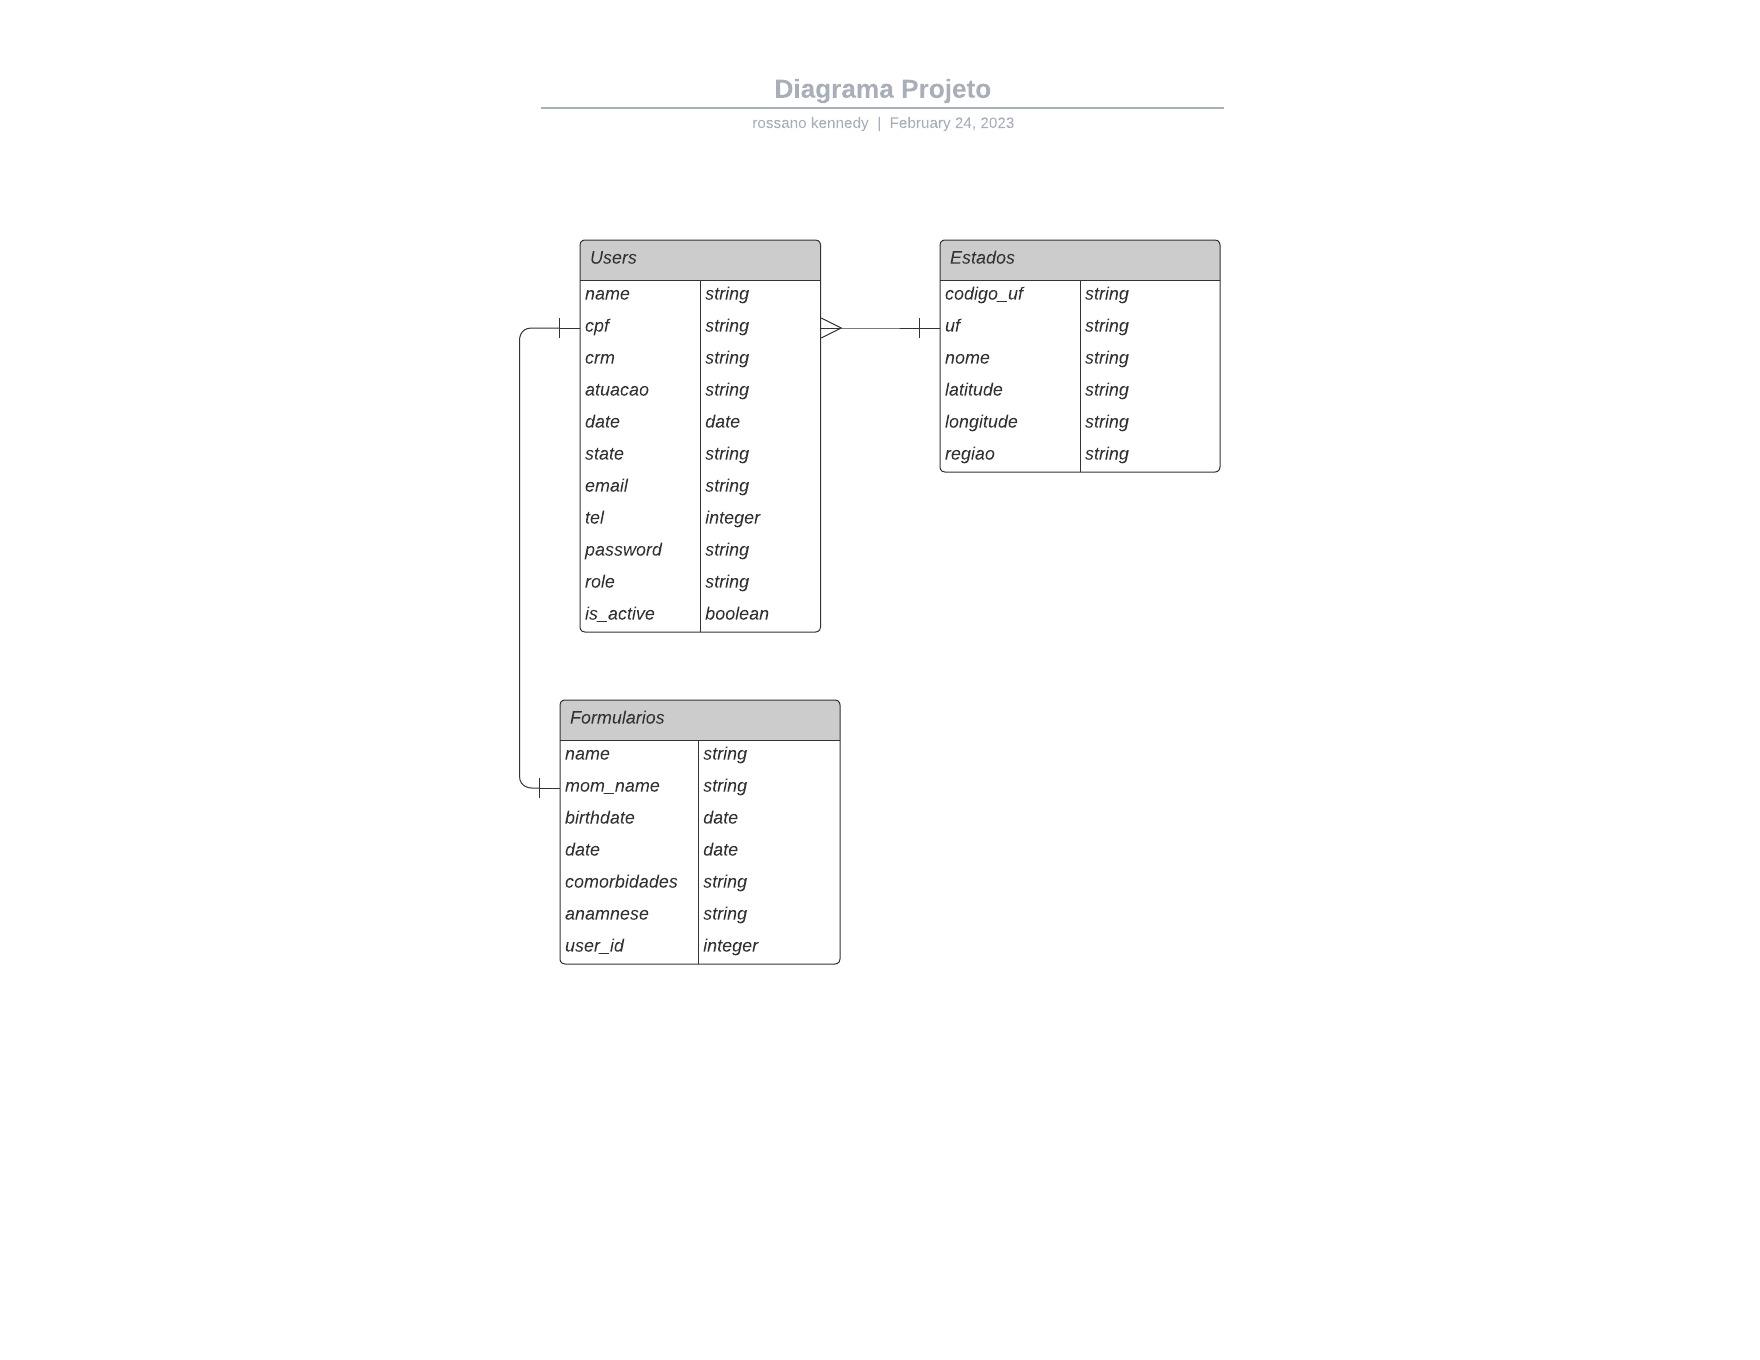 Diagrama Projeto
rossano kennedy | February 24, 2023
Users
name string
cpf string
crm string
atuacao string
date date
state string
email string
tel integer
password string
role string
is_active boolean
Estados
codigo_uf string
uf string
nome string
latitude string
longitude string
regiao string
Formularios
name string
mom_name string
birthdate date
date date
comorbidades string
anamnese string
user_id integer